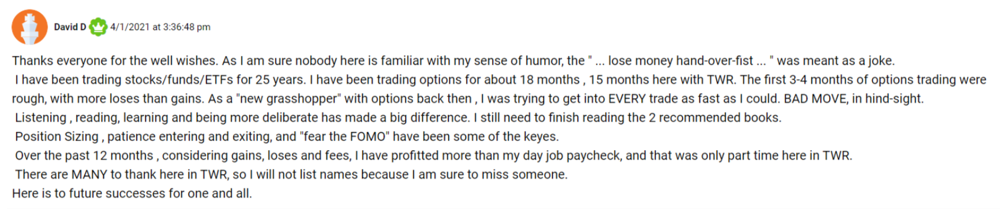 David D 4/1/2021 at 3:36:48 pm
Thanks everyone for the well wishes. As I am sure nobody here is familiar with my sense of humor, the " ... lose money hand-over-fist ... " was meant as a joke.
I have been trading stocks/funds/ETFs for 25 years. I have been trading options for about 18 months , 15 months here with TWR. The first 3-4 months of options trading were
rough, with more loses than gains. As a "new grasshopper" with options back then , I was trying to get into EVERY trade as fast as I could. BAD MOVE, in hind-sight.
Listening , reading, learning and being more deliberate has made a big difference. I still need to finish reading the 2 recommended books.
Position Sizing , patience entering and exiting, and "fear the FOMO" have been some of the keyes.
Over the past 12 months , considering gains, loses and fees, I have profitted more than my day job paycheck, and that was only part time here in TWR.
There are MANY to thank here in TWR, so I will not list names because I am sure to miss someone.
Here is to future successes for one and all.